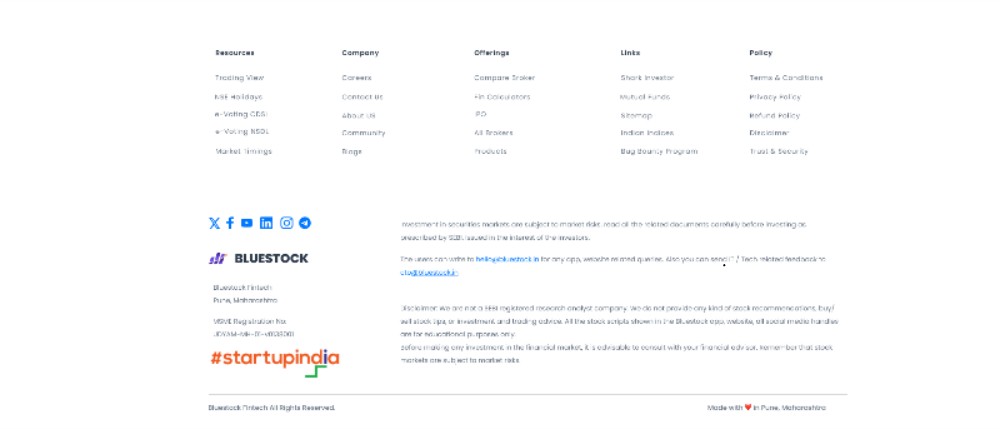 Resources
Trading View
NSE Holidays
e-Voting CDSL
e-Voting NSDL
Market Timings
Company
Careers
Contact Us
About US
Community
Blogs
Offerings
Compare Broker
Fin Calculators
IPO
All Brokers
Products
Links
Shark Investor
Mutual Funds
Sitemap
Indian Indices
Bug Bounty Program
Policy
Terms & Conditions
Privacy Policy
Refund Policy
Disclaimer
Trust & Security
BLUESTOCK
Bluestock Fintech
Pune, Maharashtra
MSME Registration No:
#startupindia
Investment in securities markets are subject to market risks, read all the related documents carefully before investing as
prescribed by SEBI. issued in the interest of the investors.
The users can write to hello@bluestock.in for any app, website related queries. Also you can send IT / Tech related feedback to
cto@bluestock.in
Disclaimer: We are not a SEBI registered research analyst company. We do not provide any kind of stock recommendations, buy/
sell stock tips, or investment and trading advice. All the stock scripts shown in the Bluestock app, website, all social media handles
are for educational purposes only.
Before making any investment in the financial market, it is advisable to consult with your financial advisor. Remember that stock
markets are subject to market risks.
Bluestock Fintech All Rights Reserved.
Made with ❤ in Pune, Maharashtra